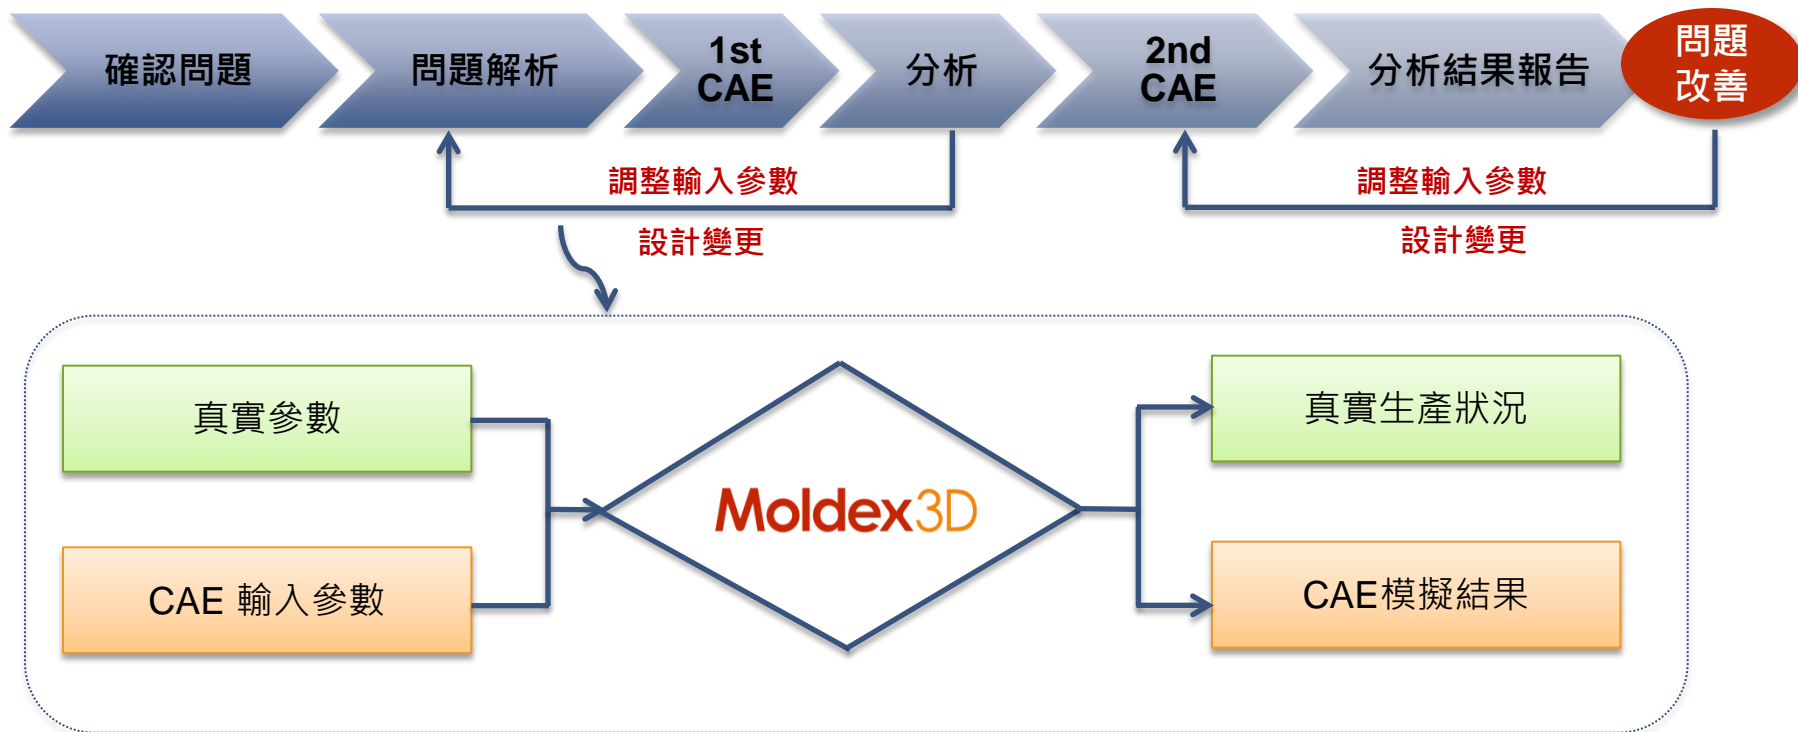 確認問題
問題解析
1st
CAE
分析
2nd
CAE
分析結果報告
問題
改善
調整輸入參數
設計變更
調整輸入參數
設計變更
真實參數
CAE 輸入參數
Moldex3D
真實生產狀況
CAE模擬結果